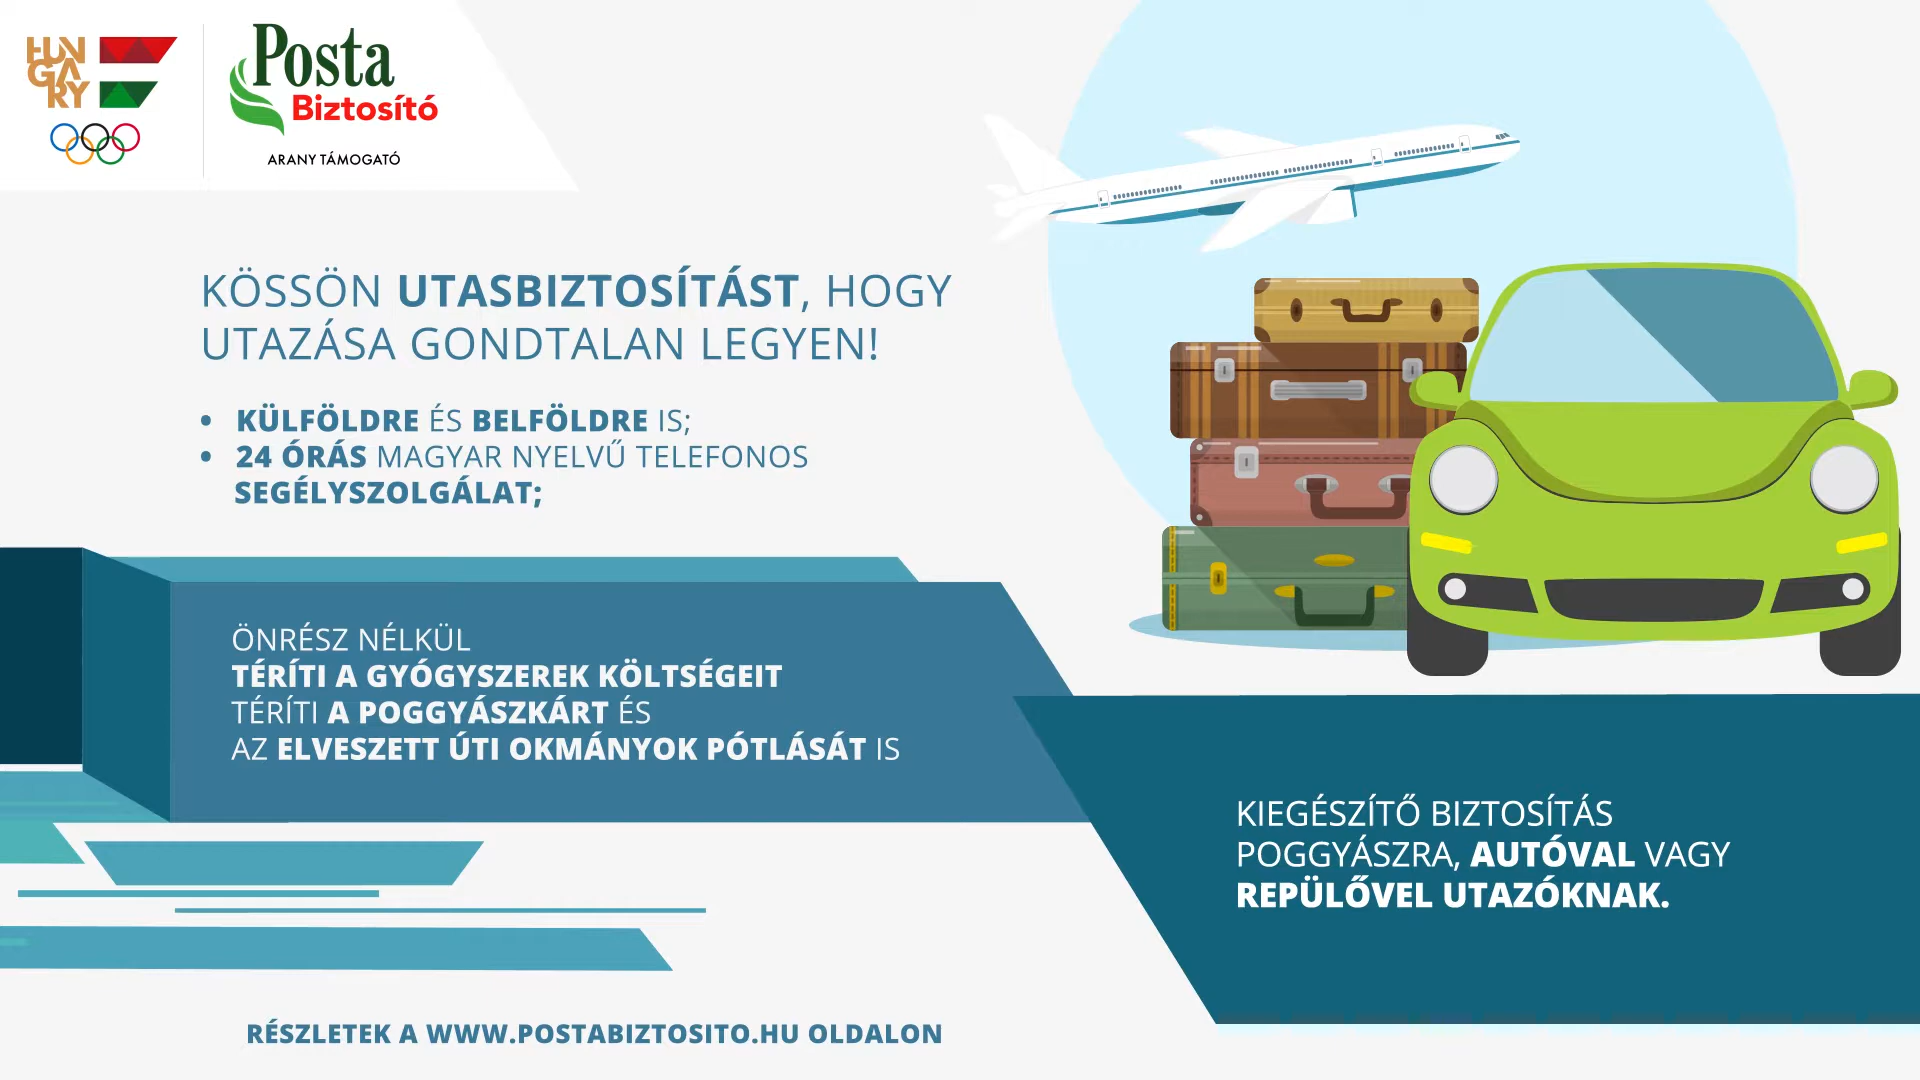 HUN
GA
RY
Posta
Biztosító
ARANY TÁMOGATÓ
KÖSSÖN UTASBIZTOSÍTÁST, HOGY
UTAZÁSA GONDTALAN LEGYEN!
• KÜLFÖLDRE ÉS BELFÖLDRE IS;
• 24 ÓRÁS MAGYAR NYELVŰ TELEFONOS
SEGÉLYSZOLGÁLAT;
ÖNRÉSZ NÉLKÜL
TÉRÍTI A GYÓGYSZEREK KÖLTSÉGEIT
TÉRÍTI A POGGYÁSZKÁRT ÉS
AZ ELVESZETT ÚTI OKMÁNYOK PÓTLÁSÁT IS
KIEGÉSZÍTŐ BIZTOSÍTÁS
POGGYÁSZRA, AUTÓVAL VAGY
REPÜLŐVEL UTAZÓKNAK.
RÉSZLETEK A WWW.POSTABIZTOSITO.HU OLDALON